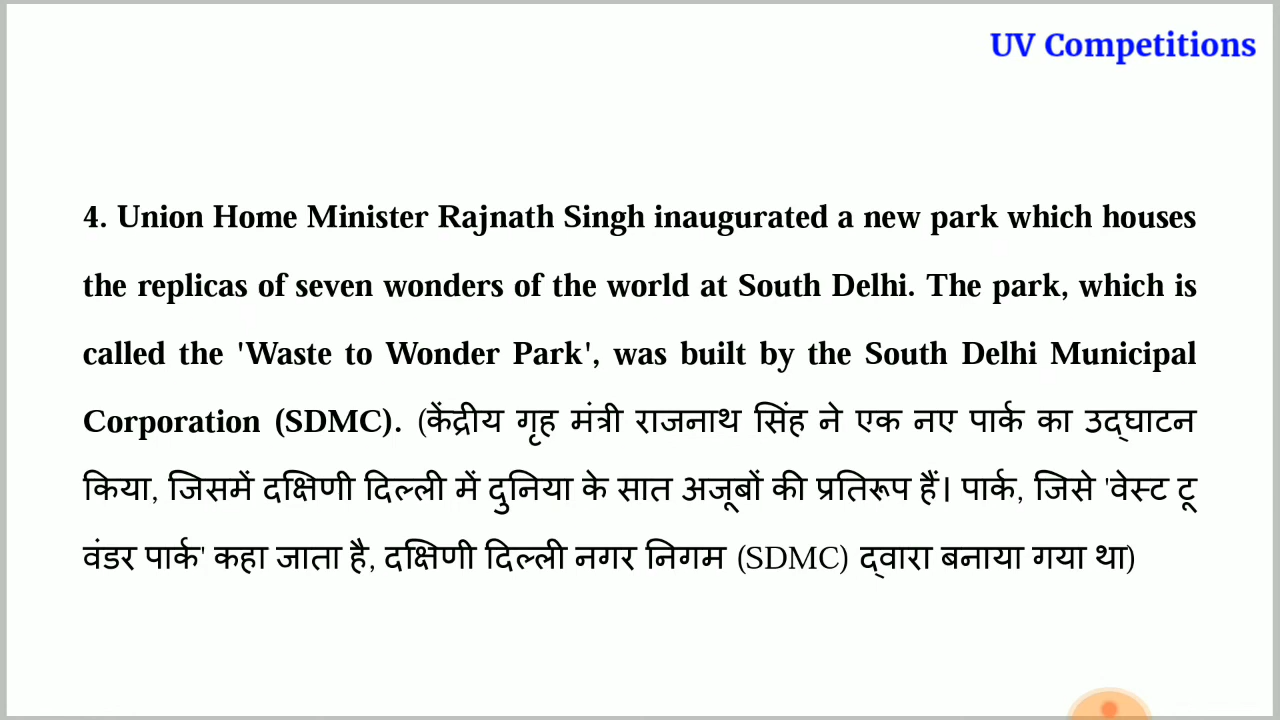 UV Competitions
4. Union Home Minister Rajnath Singh inaugurated a new park which houses
the replicas of seven wonders of the world at South Delhi. The park, which is
called the 'Waste to Wonder Park', was built by the South Delhi Municipal
Corporation (SDMC). (केंद्रीय गृह मंत्री राजनाथ सिंह ने एक नए पार्क का उद्घाटन
किया, जिसमें दक्षिणी दिल्ली में दुनिया के सात अजूबों की प्रतिरूप हैं। पार्क, जिसे 'वेस्ट टू
वंडर पार्क' कहा जाता है, दक्षिणी दिल्ली नगर निगम (SDMC) द्वारा बनाया गया था)